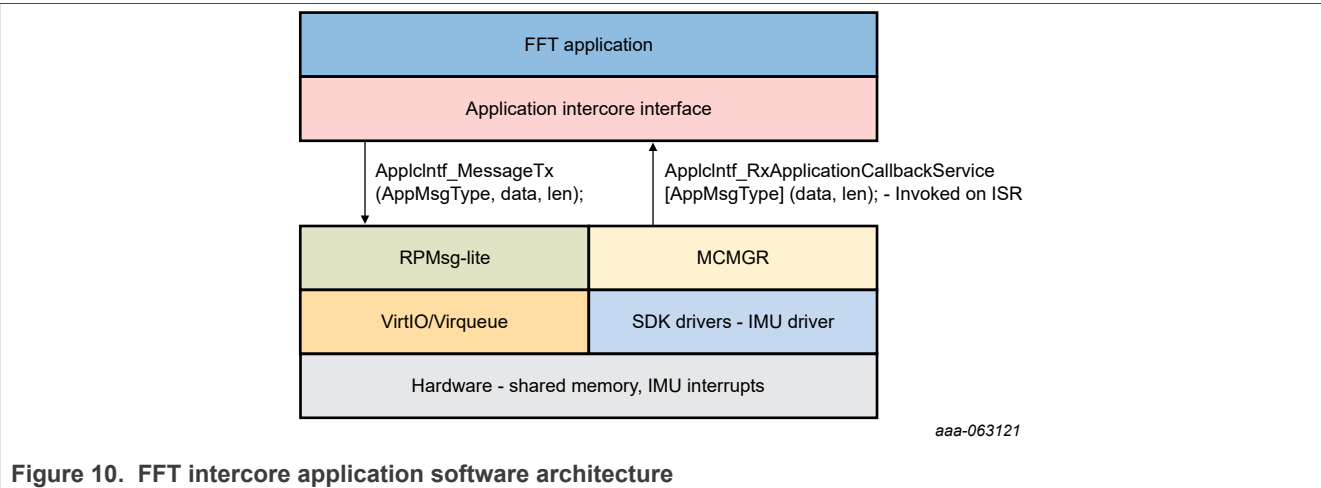 FFT application
Application intercore interface
ApplcIntf_MessageTx
(AppMsgType, data, len);
ApplcIntf_RxApplicationCallbackService
[AppMsgType] (data, len); - Invoked on ISR
RPMsg-lite
MCMGR
VirtIO/Virqueue
SDK drivers - IMU driver
Hardware - shared memory, IMU interrupts
aaa-063121
Figure 10. FFT intercore application software architecture